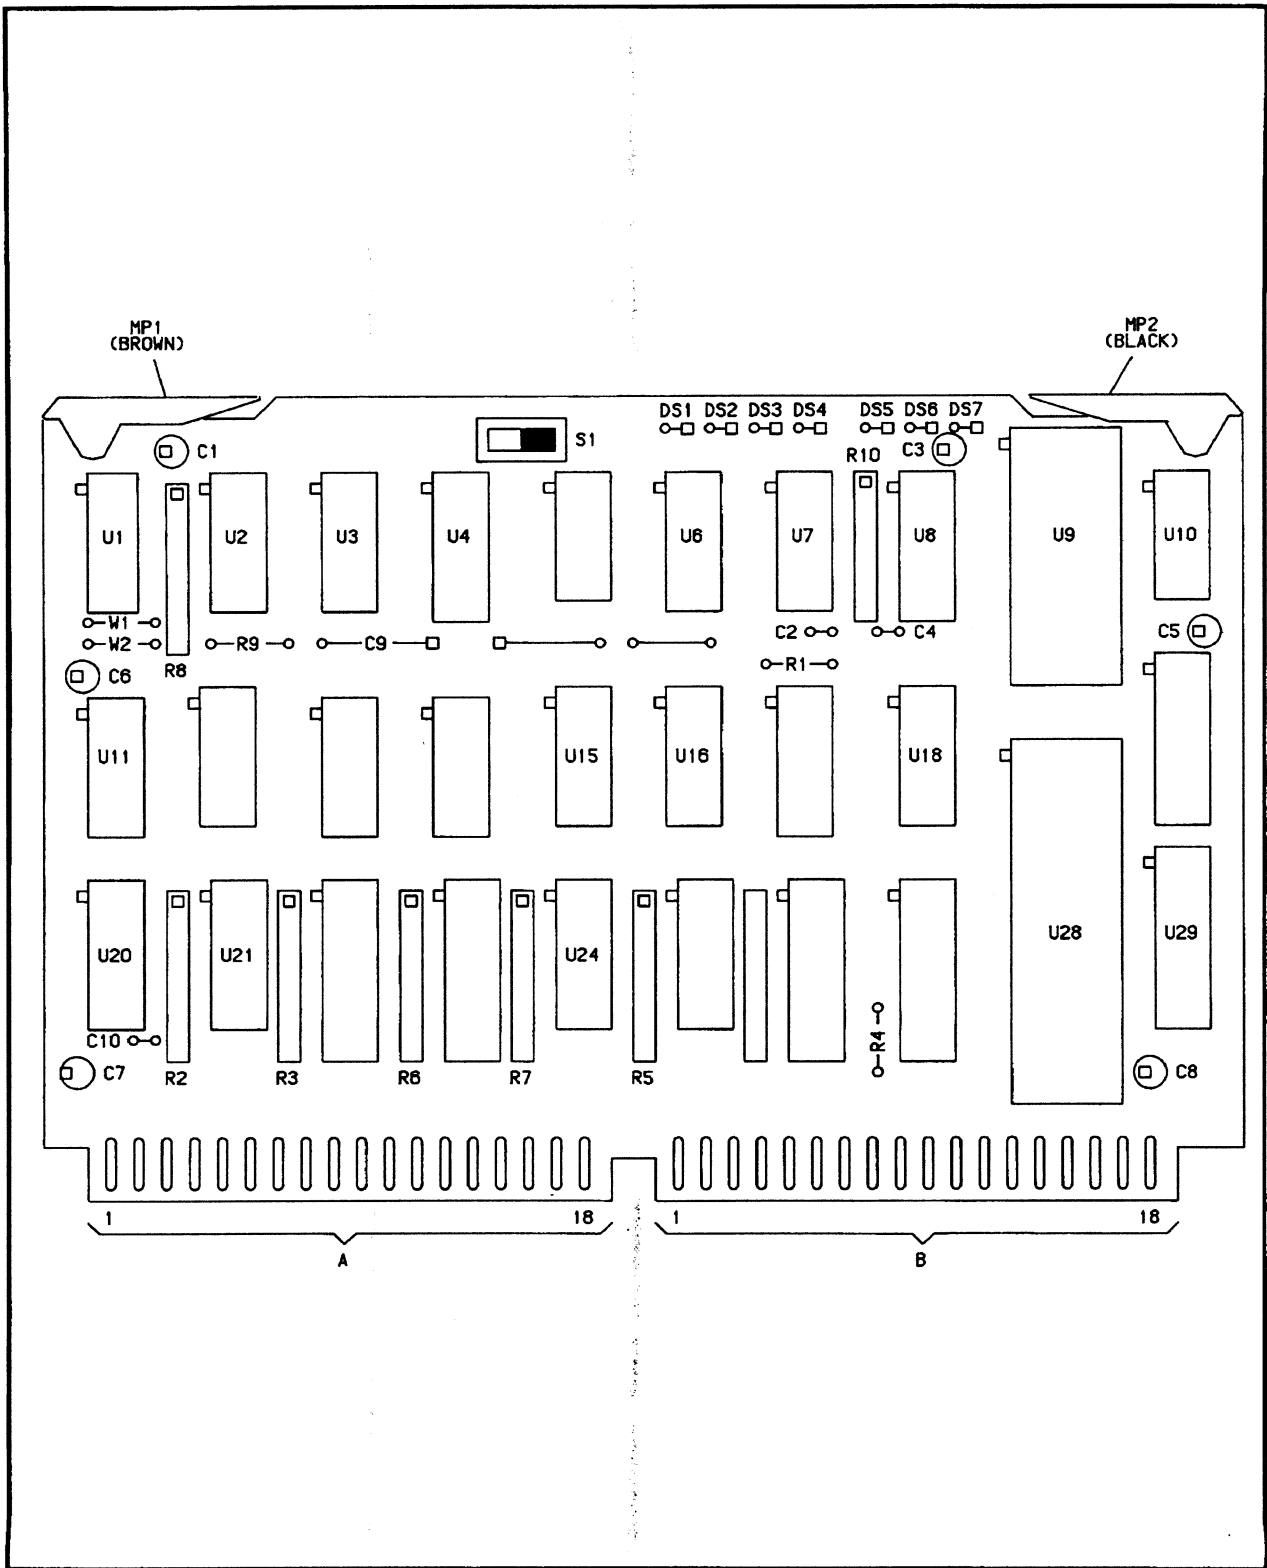 MP1
(BROWN)
MP2
(BLACK)
DS1 DS2 DS3 DS4 DS5 DS6 DS7
S1
C1
C3
R10
U1 U2 U3 U4 U6 U7 U8 U9 U10
W1
W2 R9 C9 C2 C4 C5
R1
R8
C6
U11 U15 U16 U18
U20 U21 U24 U28 U29
C10
R4
C7 R2 R3 R6 R7 R5 C8
1 18 1 18
A B